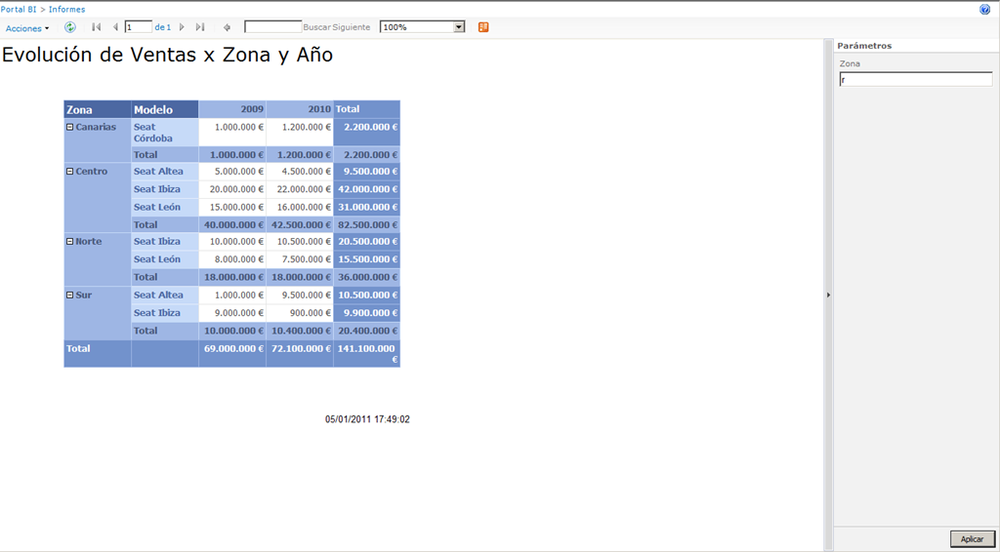 Portal BI > Informes
Acciones 1 de 1 Buscar Siguiente 100%
Evolución de Ventas x Zona y Año
Parámetros
Zona
r
Zona Modelo 2009 2010 Total
Canarias Seat Córdoba 1.000.000 € 1.200.000 € 2.200.000 €
Total 1.000.000 € 1.200.000 € 2.200.000 €
Centro Seat Altea 5.000.000 € 4.500.000 € 9.500.000 €
Seat Ibiza 20.000.000 € 22.000.000 € 42.000.000 €
Seat León 15.000.000 € 16.000.000 € 31.000.000 €
Total 40.000.000 € 42.500.000 € 82.500.000 €
Norte Seat Ibiza 10.000.000 € 10.500.000 € 20.500.000 €
Seat León 8.000.000 € 7.500.000 € 15.500.000 €
Total 18.000.000 € 18.000.000 € 36.000.000 €
Sur Seat Altea 1.000.000 € 9.500.000 € 10.500.000 €
Seat Ibiza 9.000.000 € 900.000 € 9.900.000 €
Total 10.000.000 € 10.400.000 € 20.400.000 €
Total 69.000.000 € 72.100.000 € 141.100.000 €
05/01/2011 17:49:02
Aplicar